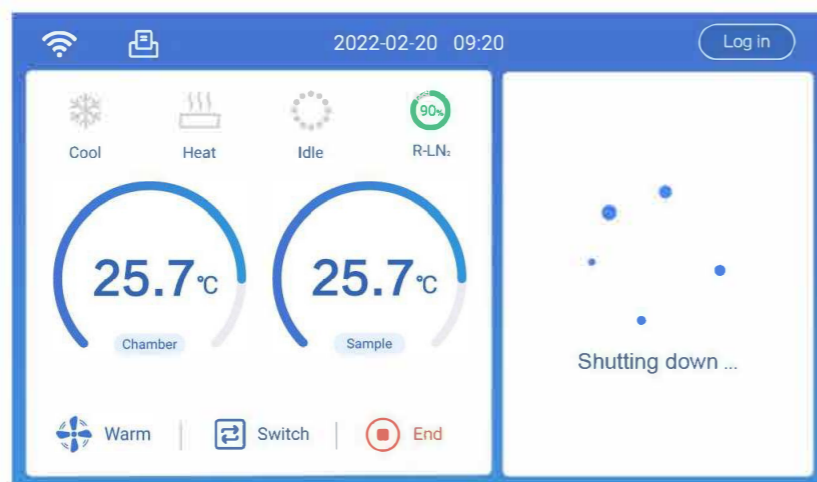 2022-02-20 09:20
Log in
90%
Cool
Heat
Idle
R-LN₂
25.7℃
25.7℃
Chamber
Sample
Shutting down ...
Warm
Switch
End